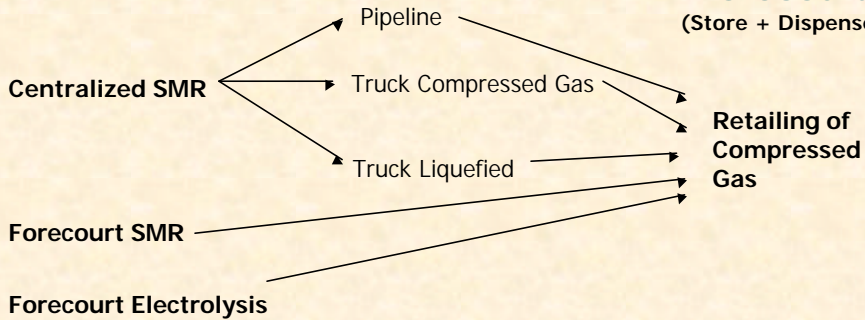 (Store + Dispense
Pipeline
Centralized SMR
Truck Compressed Gas
Truck Liquefied
Retailing of
Compressed
Gas
Forecourt SMR
Forecourt Electrolysis